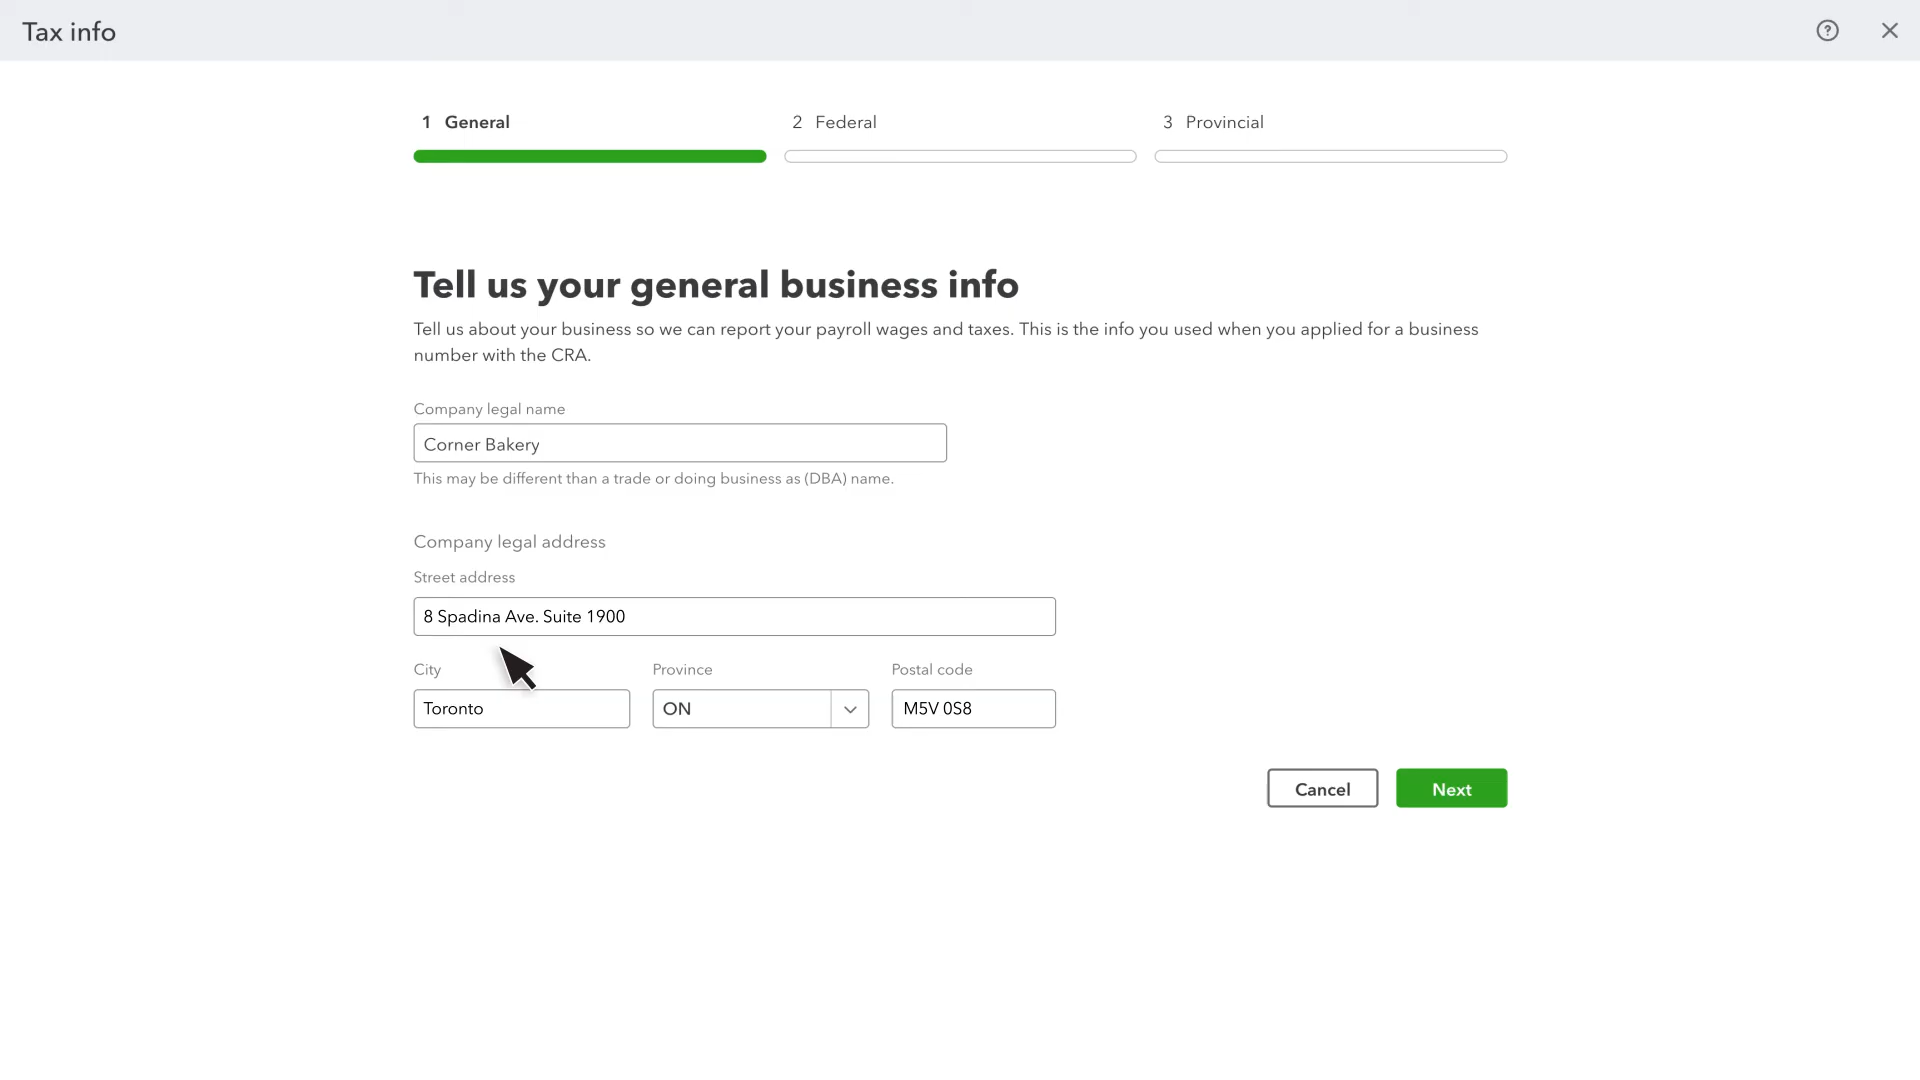 Tax info
1 General
2 Federal
3 Provincial
Tell us your general business info
Tell us about your business so we can report your payroll wages and taxes. This is the info you used when you applied for a business
number with the CRA.
Company legal name
Corner Bakery
This may be different than a trade or doing business as (DBA) name.
Company legal address
Street address
8 Spadina Ave. Suite 1900
City
Province
Postal code
Toronto
ON
M5V 0S8
Cancel
Next